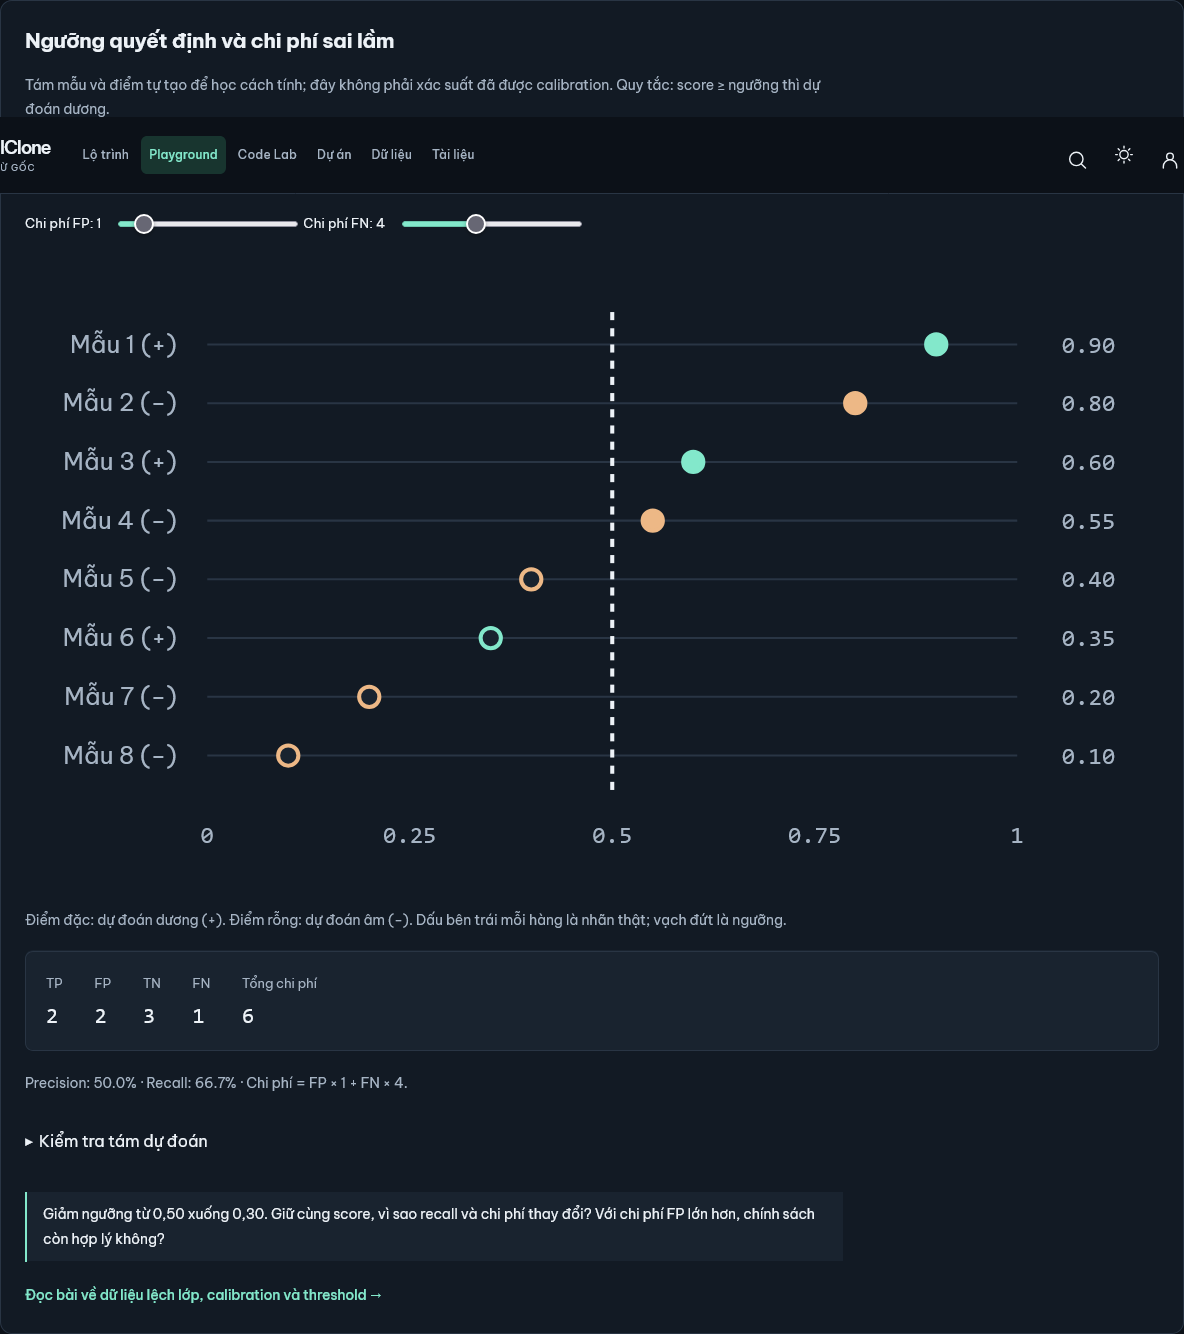 Ngưỡng quyết định và chi phí sai lầm
Tám mẫu và điểm tự tạo để học cách tính; đây không phải xác suất đã được calibration. Quy tắc: score ≥ ngưỡng thì dự
đoán dương.
IClone
Ừ GỐC
Lộ trình
Playground
Code Lab
Dự án
Dữ liệu
Tài liệu
Chi phí FP: 1
Chi phí FN: 4
Mẫu 1 (+) 0.90
Mẫu 2 (−) 0.80
Mẫu 3 (+) 0.60
Mẫu 4 (−) 0.55
Mẫu 5 (−) 0.40
Mẫu 6 (+) 0.35
Mẫu 7 (−) 0.20
Mẫu 8 (−) 0.10
0 0.25 0.5 0.75 1
Điểm đặc: dự đoán dương (+). Điểm rỗng: dự đoán âm (−). Dấu bên trái mỗi hàng là nhãn thật; vạch đứt là ngưỡng.
TP FP TN FN Tổng chi phí
2 2 3 1 6
Precision: 50.0% · Recall: 66.7% · Chi phí = FP × 1 + FN × 4.
▸ Kiểm tra tám dự đoán
Giảm ngưỡng từ 0,50 xuống 0,30. Giữ cùng score, vì sao recall và chi phí thay đổi? Với chi phí FP lớn hơn, chính sách
còn hợp lý không?
Đọc bài về dữ liệu lệch lớp, calibration và threshold →